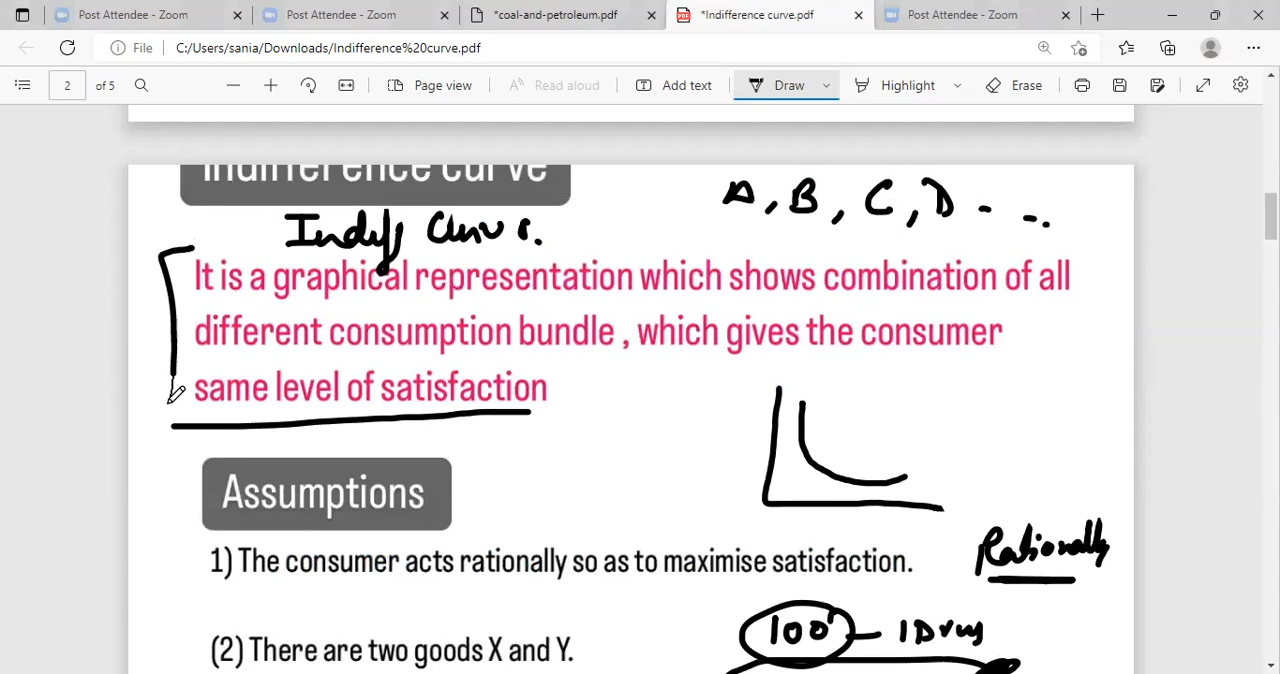 Post Attendee - Zoom
Post Attendee - Zoom
*coal-and-petroleum.pdf
*Indifference curve.pdf
Post Attendee - Zoom
File
C:/Users/sania/Downloads/Indifference%20curve.pdf
2 of 5
Page view
Read aloud
Add text
Draw
Highlight
Erase
Indifference curve
A, B, C, D - - .
Indiff Curve.
It is a graphical representation which shows combination of all
different consumption bundle , which gives the consumer
same level of satisfaction
Assumptions
Rationally
1) The consumer acts rationally so as to maximise satisfaction.
100 -
(2) There are two goods X and Y.